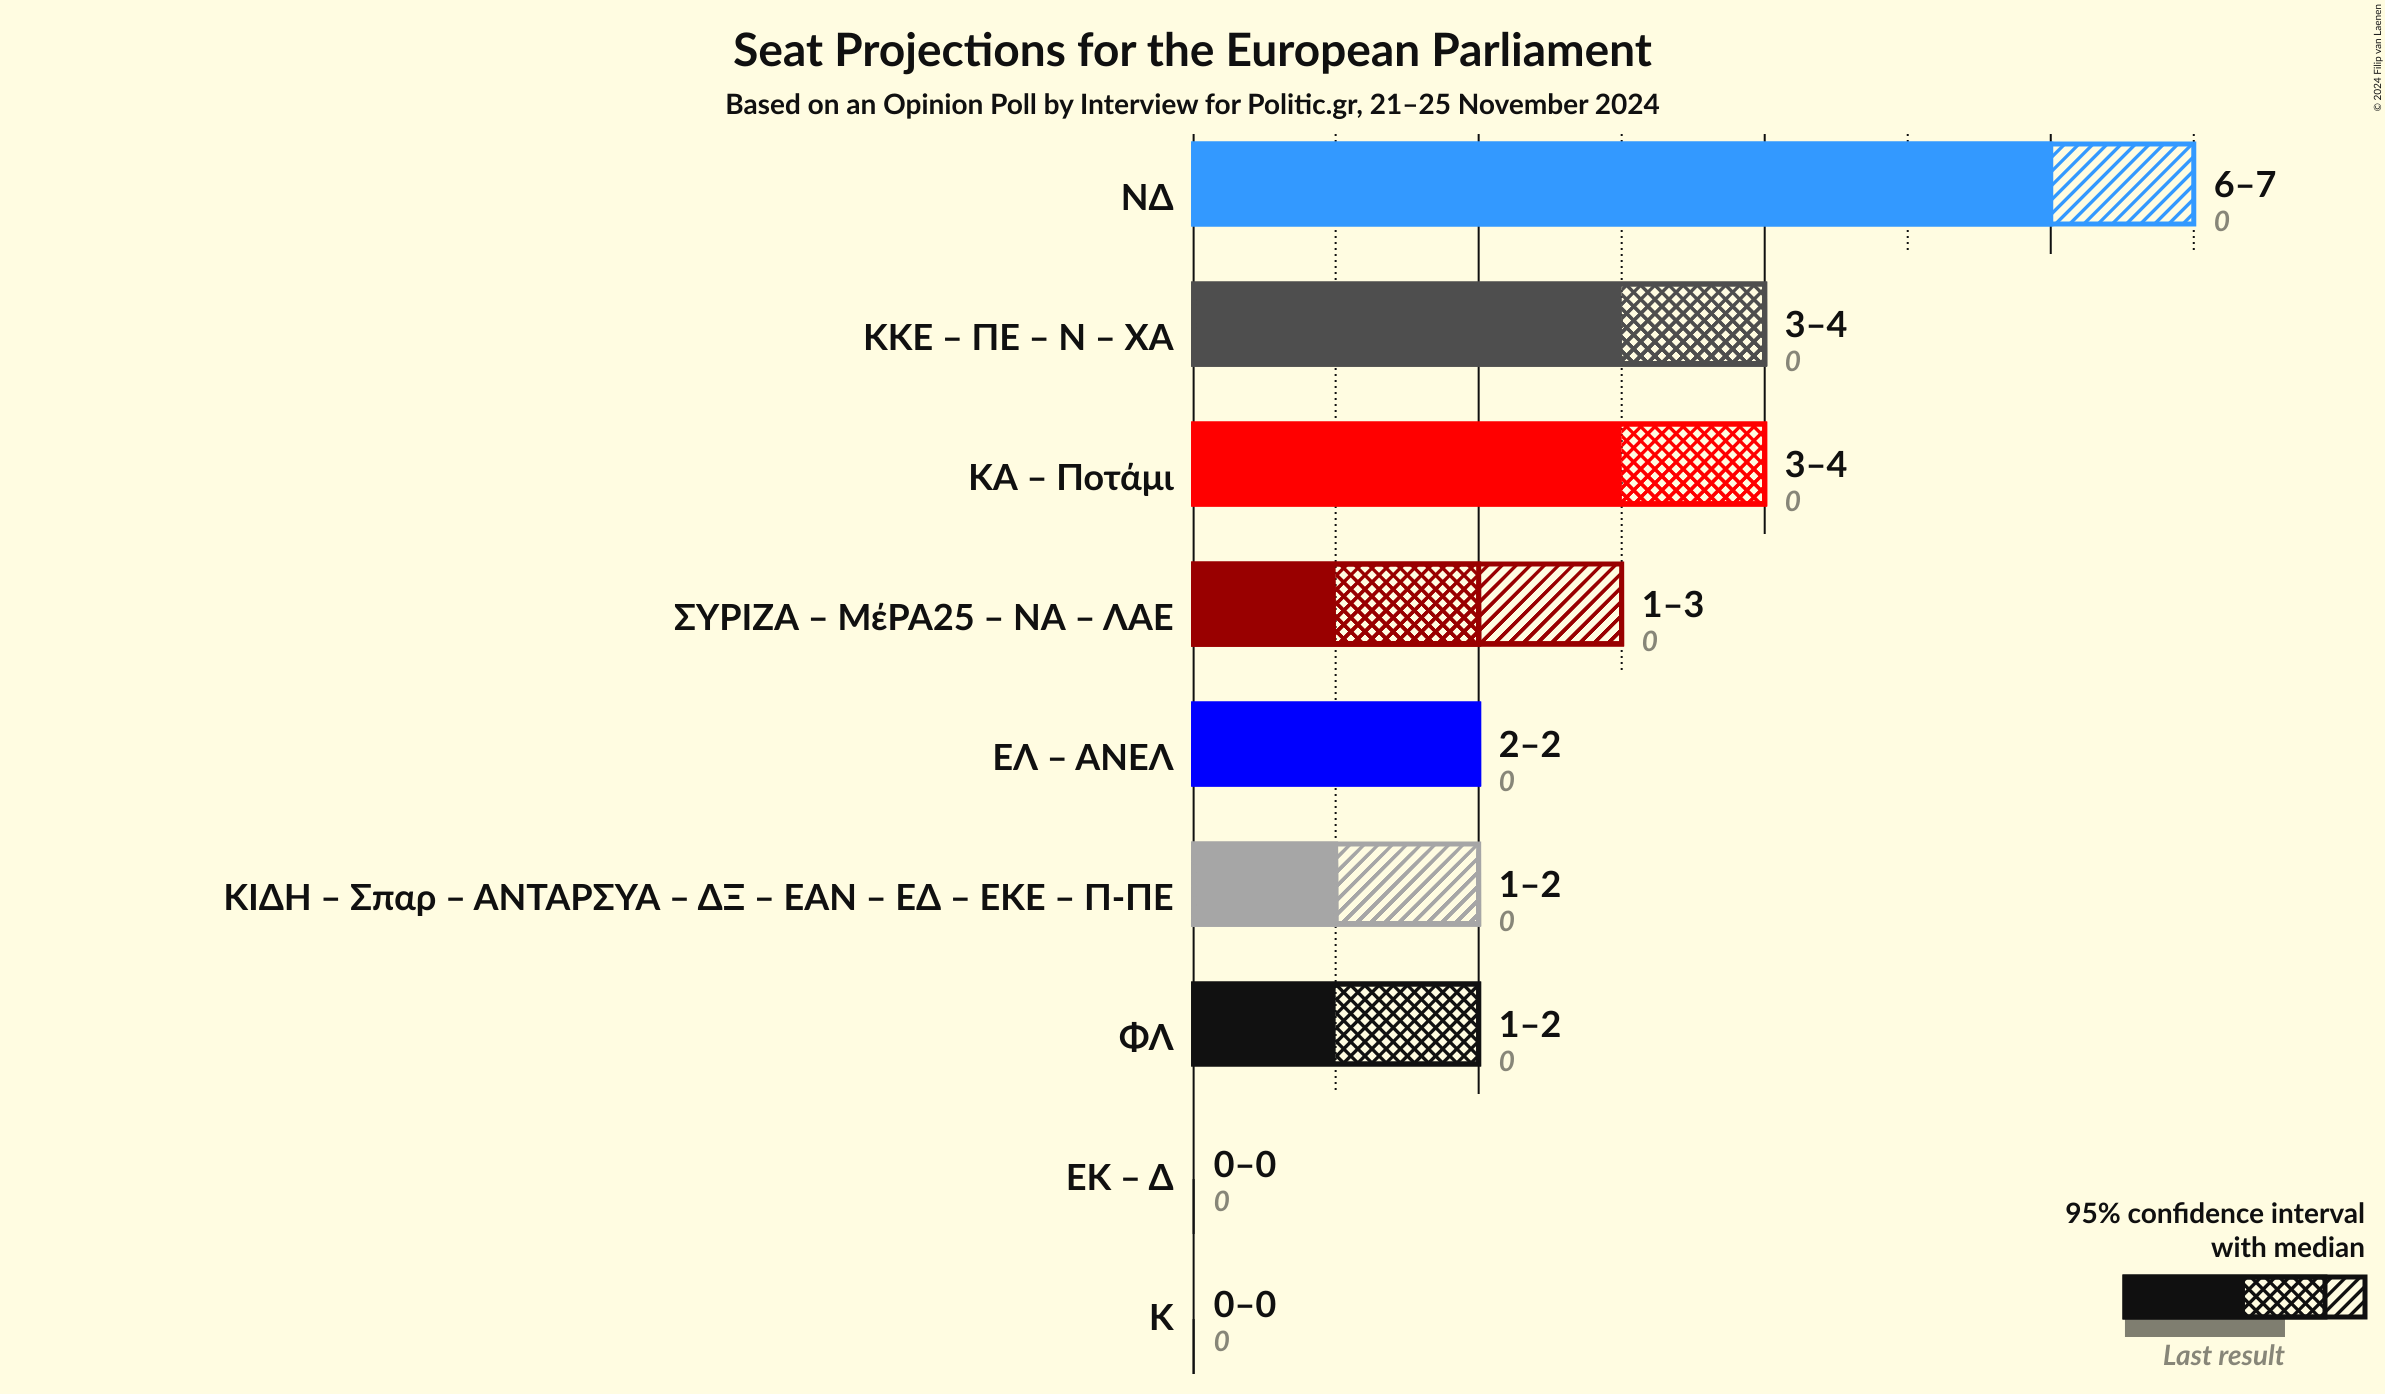 © 2024 Filip van Laenen
Seat Projections for the European Parliament
Based on an Opinion Poll by Interview for Politic.gr, 21–25 November 2024
ΝΔ
6–7
0
ΚΚΕ – ΠΕ – Ν – ΧΑ
3–4
0
ΚΑ – Ποτάμι
3–4
0
ΣΥΡΙΖΑ – ΜέΡΑ25 – ΝΑ – ΛΑΕ
1–3
0
ΕΛ – ΑΝΕΛ
2–2
0
ΚΙΔΗ – Σπαρ – ΑΝΤΑΡΣΥΑ – ΔΞ – ΕΑΝ – ΕΔ – ΕΚΕ – Π-ΠΕ
1–2
0
ΦΛ
1–2
0
ΕΚ – Δ
0–0
0
Κ
0–0
0
95% confidence interval
with median
Last result